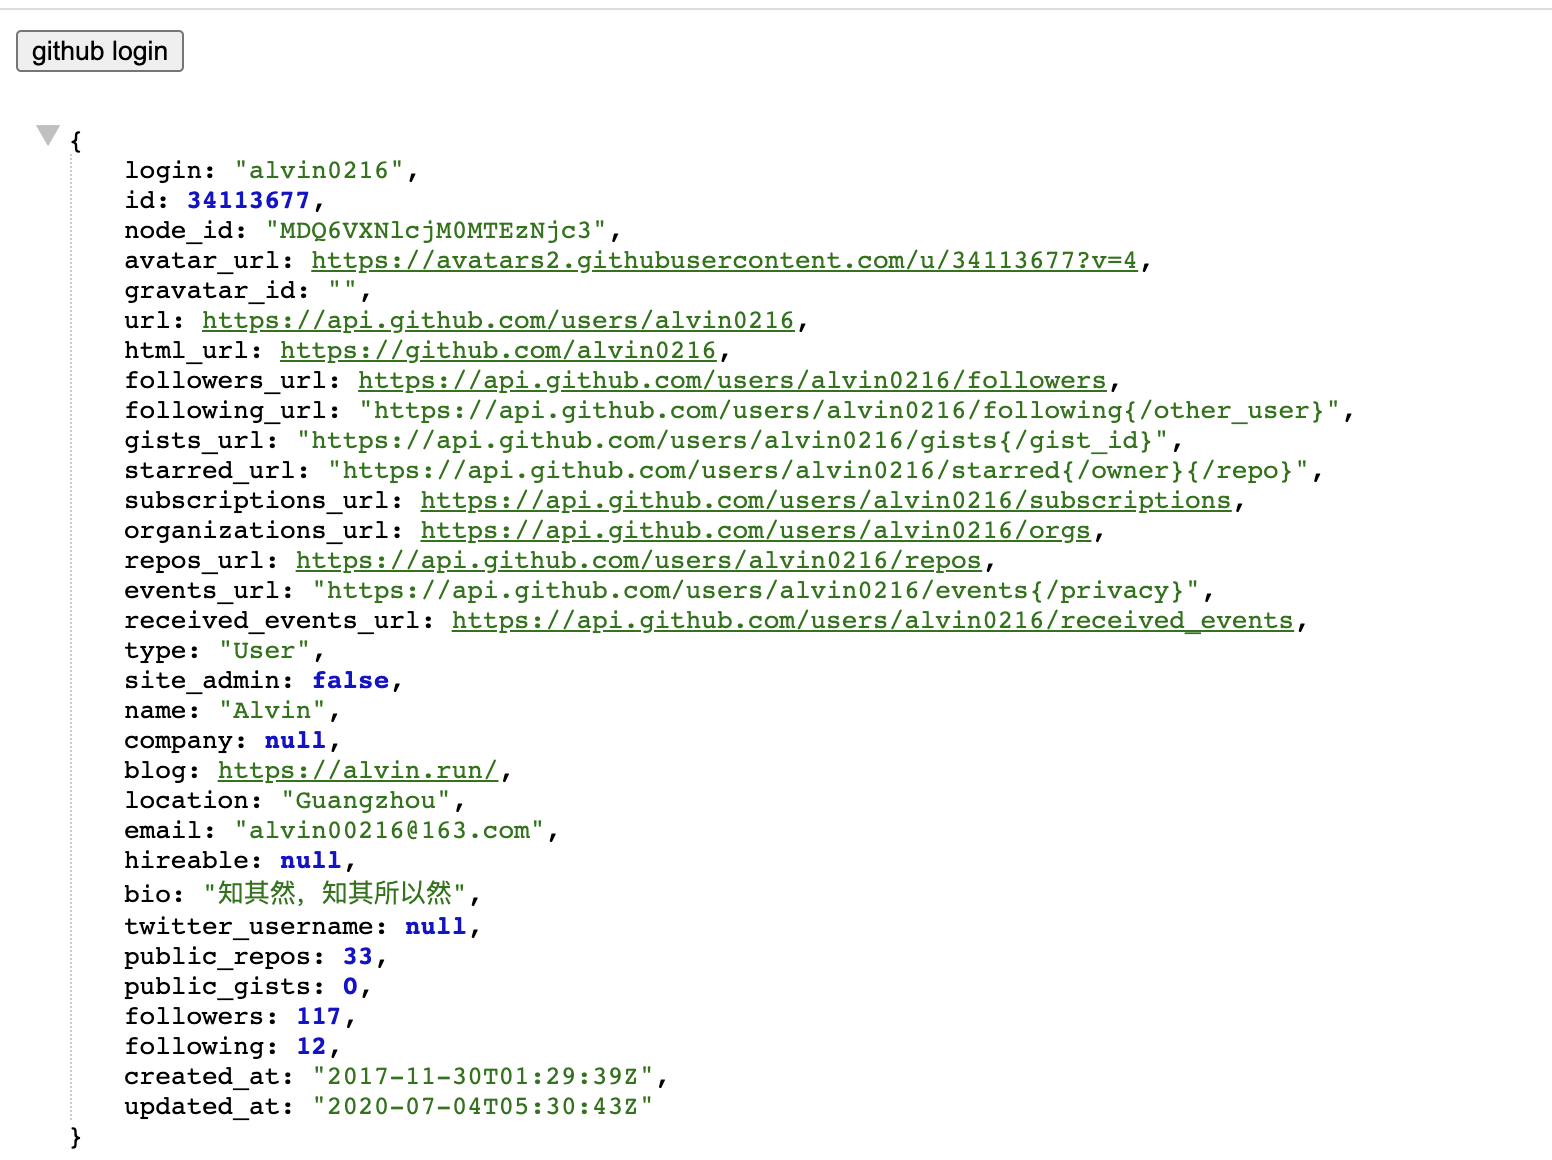 github login
{
login: "alvin0216",
id: 34113677,
node_id: "MDQ6VXNlcjM0MTEzNjc3",
avatar_url: https://avatars2.githubusercontent.com/u/34113677?v=4,
gravatar_id: "",
url: https://api.github.com/users/alvin0216,
html_url: https://github.com/alvin0216,
followers_url: https://api.github.com/users/alvin0216/followers,
following_url: "https://api.github.com/users/alvin0216/following{/other_user}",
gists_url: "https://api.github.com/users/alvin0216/gists{/gist_id}",
starred_url: "https://api.github.com/users/alvin0216/starred{/owner}{/repo}",
subscriptions_url: https://api.github.com/users/alvin0216/subscriptions,
organizations_url: https://api.github.com/users/alvin0216/orgs,
repos_url: https://api.github.com/users/alvin0216/repos,
events_url: "https://api.github.com/users/alvin0216/events{/privacy}",
received_events_url: https://api.github.com/users/alvin0216/received_events,
type: "User",
site_admin: false,
name: "Alvin",
company: null,
blog: https://alvin.run/,
location: "Guangzhou",
email: "alvin00216@163.com",
hireable: null,
bio: "知其然，知其所以然",
twitter_username: null,
public_repos: 33,
public_gists: 0,
followers: 117,
following: 12,
created_at: "2017-11-30T01:29:39Z",
updated_at: "2020-07-04T05:30:43Z"
}